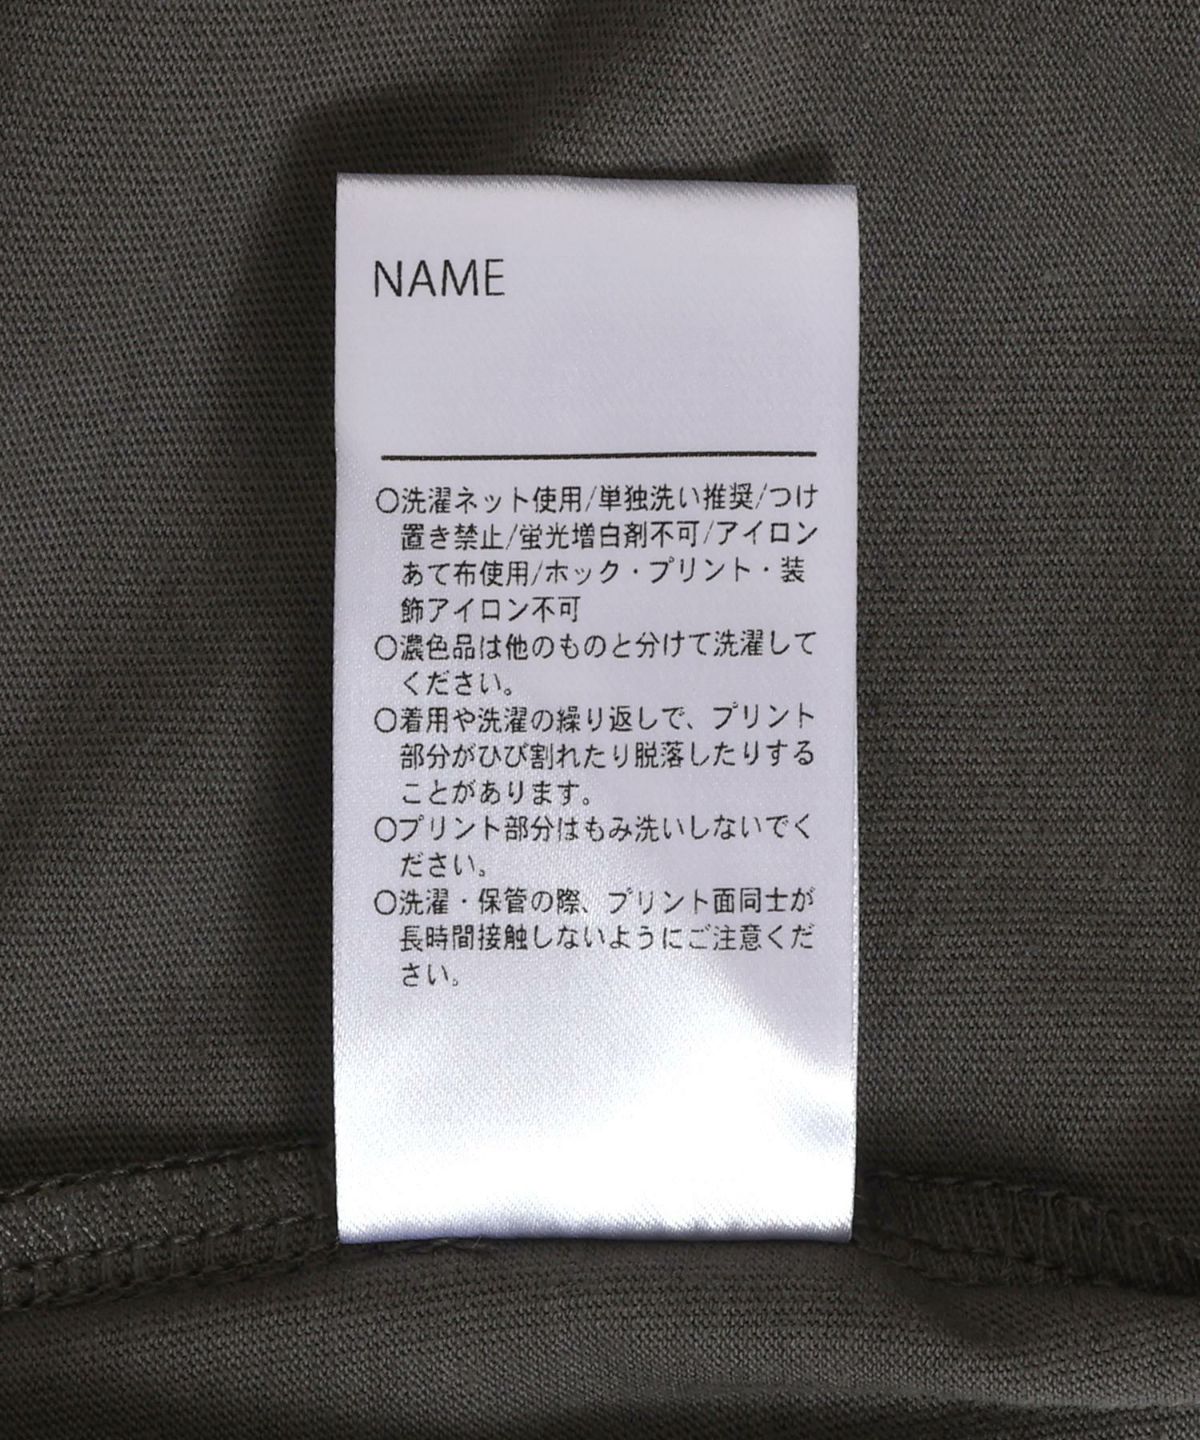 NAME
○洗濯ネット使用/単独洗い推奨/つけ
置き禁止/蛍光増白剤不可/アイロン
あて布使用/ホック・プリント・装
飾アイロン不可
○濃色品は他のものと分けて洗濯して
ください。
○着用や洗濯の繰り返しで、プリント
部分がひび割れたり脱落したりする
ことがあります。
○プリント部分はもみ洗いしないでく
ださい。
○洗濯・保管の際、プリント面同士が
長時間接触しないようにご注意くだ
さい。